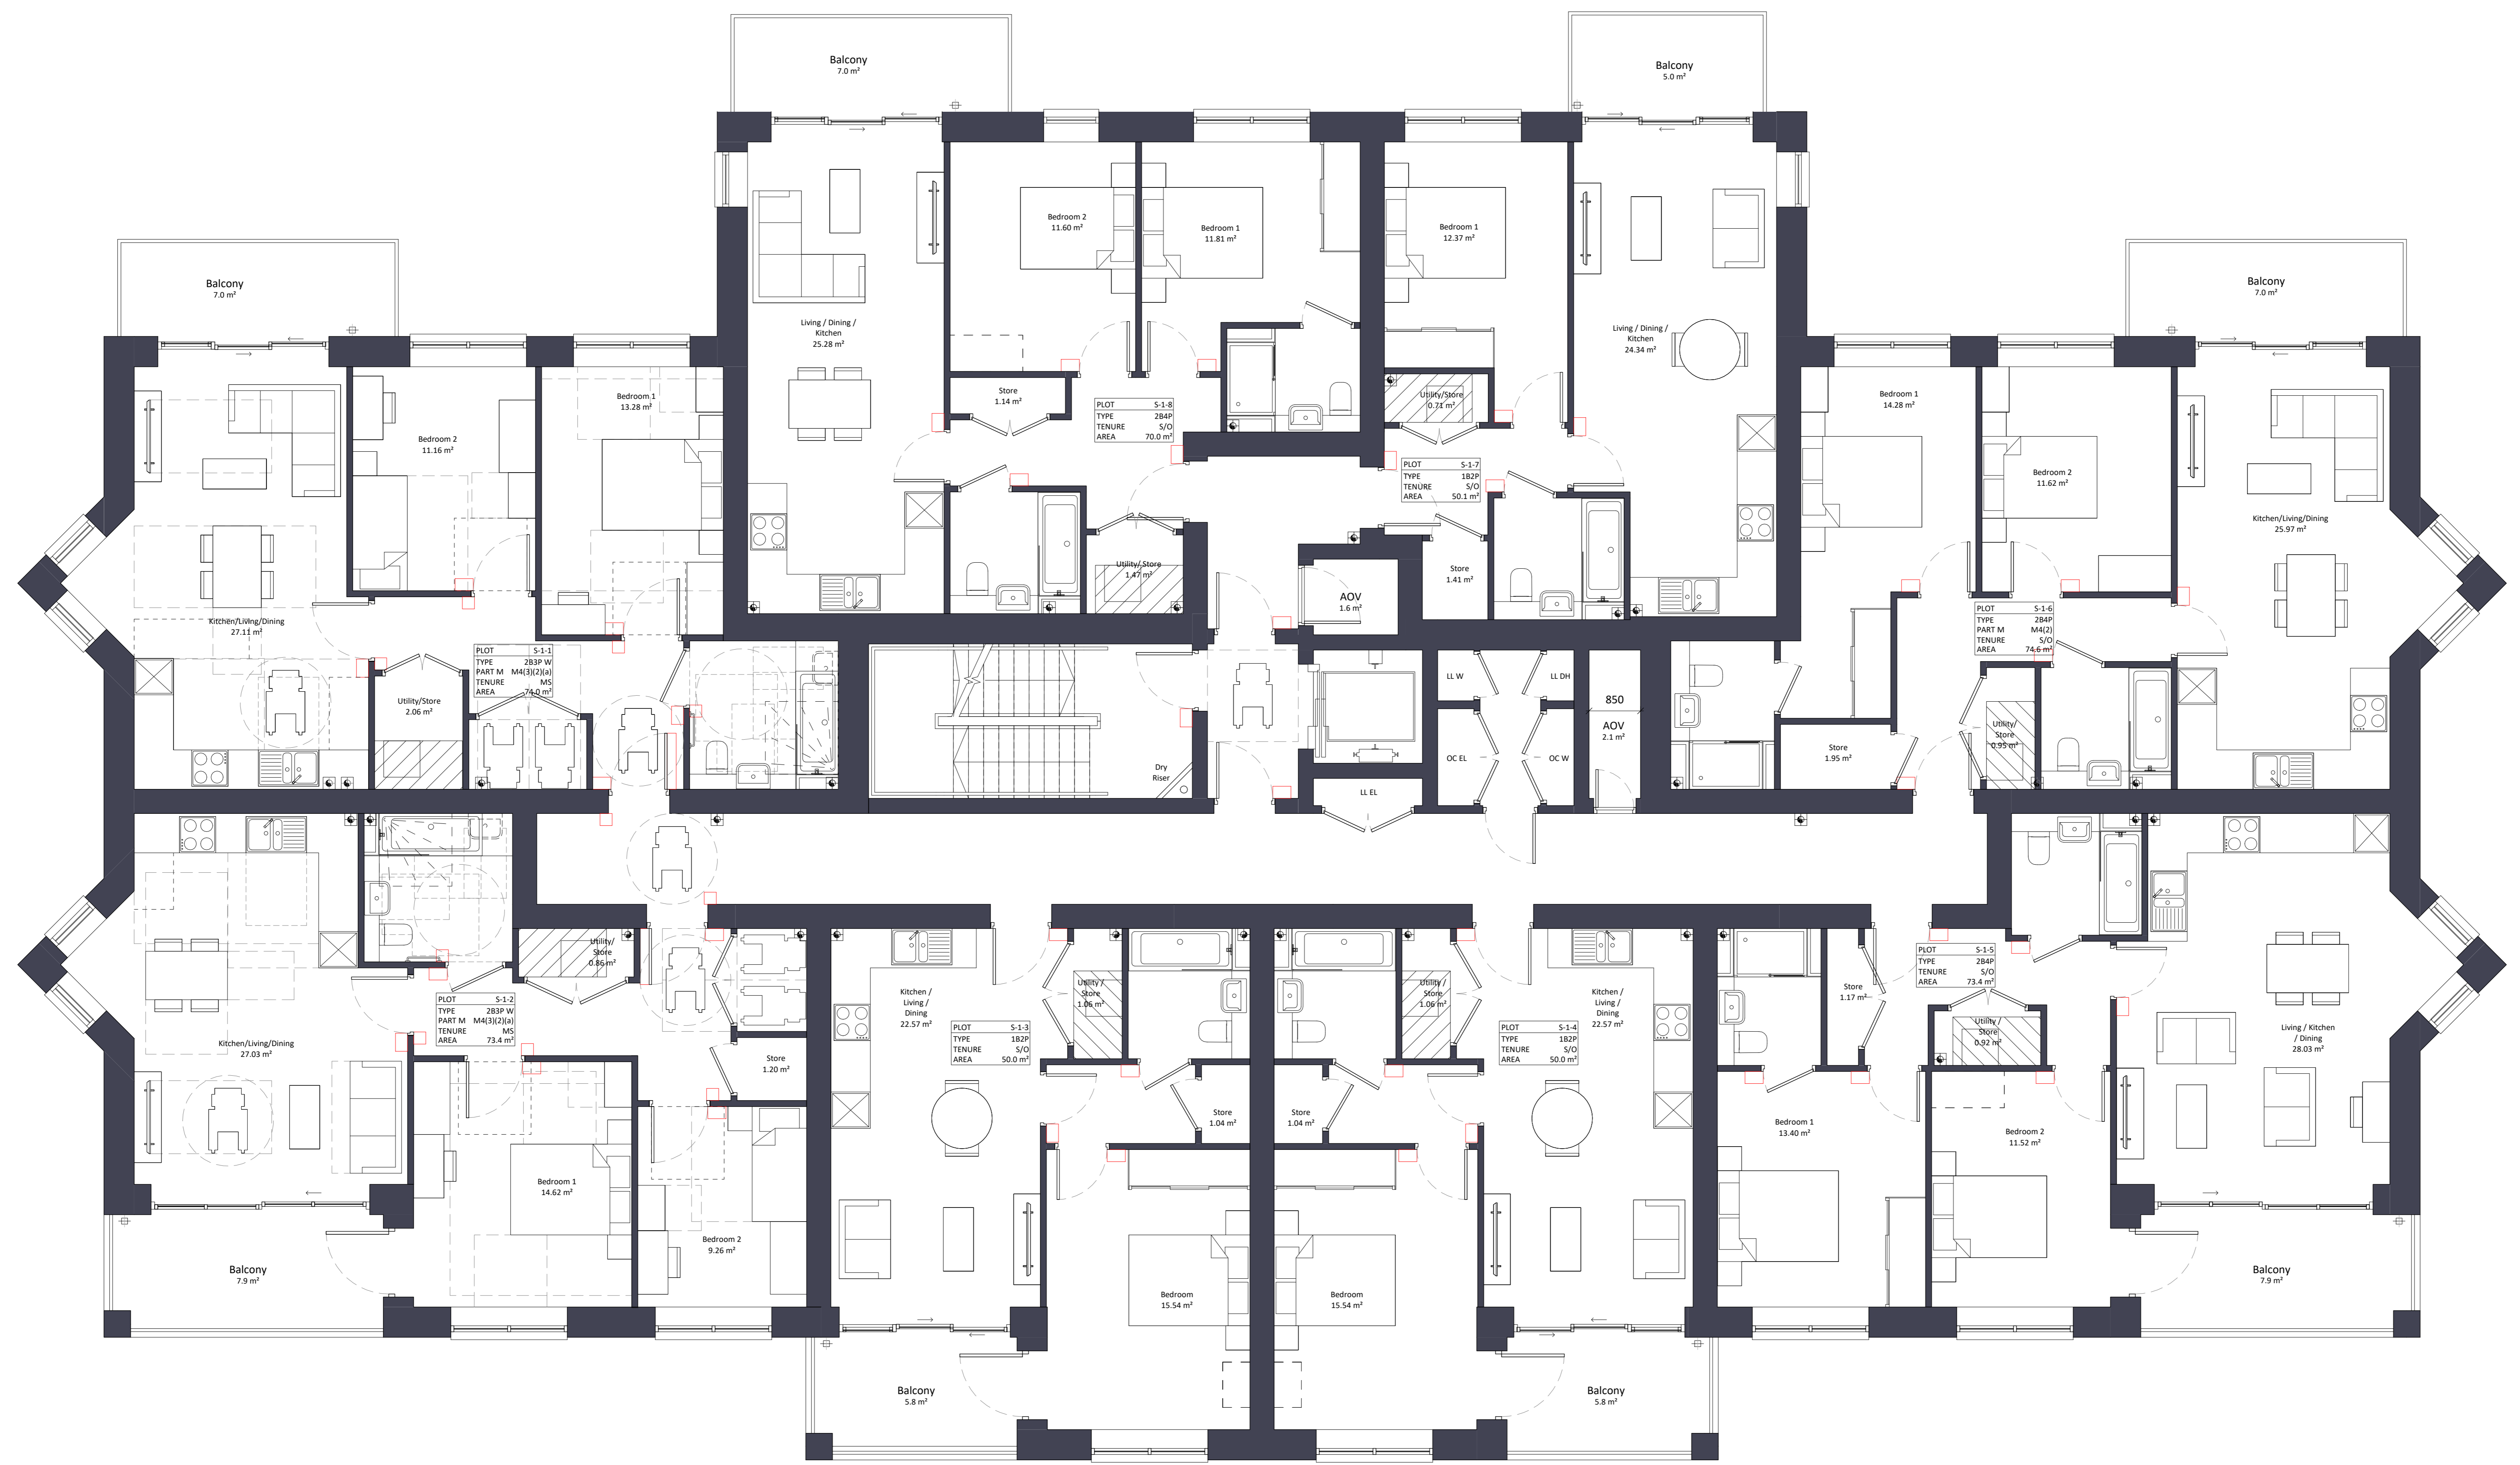 Balcony
7.0 m²
Balcony
5.0 m²
Balcony
7.0 m²
Balcony
7.0 m²
Living / Dining /
Kitchen
25.28 m²
Bedroom 2
11.60 m²
Bedroom 1
11.81 m²
Bedroom 1
12.37 m²
Living / Dining /
Kitchen
24.34 m²
Store
1.14 m²
PLOT S-1-8
TYPE 2B4P
TENURE S/O
AREA 70.0 m²
Utility/Store
0.71 m²
PLOT S-1-7
TYPE 1B2P
TENURE S/O
AREA 50.1 m²
Utility/ Store
1.47 m²
Store
1.41 m²
AOV
1.6 m²
Bedroom 2
11.16 m²
Bedroom 1
13.28 m²
Kitchen/Living/Dining
27.11 m²
PLOT S-1-1
TYPE 2B3P W
PART M M4(3)(2)(a)
TENURE MS
AREA 74.0 m²
Utility/Store
2.06 m²
Bedroom 1
14.28 m²
Bedroom 2
11.62 m²
Kitchen/Living/Dining
25.97 m²
PLOT S-1-6
TYPE 2B4P
PART M M4(2)
TENURE S/O
AREA 74.6 m²
Utility/
Store
0.95 m²
Store
1.95 m²
Dry
Riser
LL W
LL DH
OC EL
OC W
LL EL
850
AOV
2.1 m²
Utility/
Store
0.86 m²
PLOT S-1-2
TYPE 2B3P W
PART M M4(3)(2)(a)
TENURE MS
AREA 73.4 m²
Kitchen/Living/Dining
27.03 m²
Store
1.20 m²
Bedroom 1
14.62 m²
Bedroom 2
9.26 m²
Balcony
7.9 m²
Kitchen /
Living /
Dining
22.57 m²
Utility /
Store
1.06 m²
PLOT S-1-3
TYPE 1B2P
TENURE S/O
AREA 50.0 m²
Store
1.04 m²
Bedroom
15.54 m²
Balcony
5.8 m²
Utility /
Store
1.06 m²
Kitchen /
Living /
Dining
22.57 m²
PLOT S-1-4
TYPE 1B2P
TENURE S/O
AREA 50.0 m²
Store
1.04 m²
Bedroom
15.54 m²
Balcony
5.8 m²
Store
1.17 m²
PLOT S-1-5
TYPE 2B4P
TENURE S/O
AREA 73.4 m²
Utility /
Store
0.92 m²
Living / Kitchen
/ Dining
28.03 m²
Bedroom 1
13.40 m²
Bedroom 2
11.52 m²
Balcony
7.9 m²